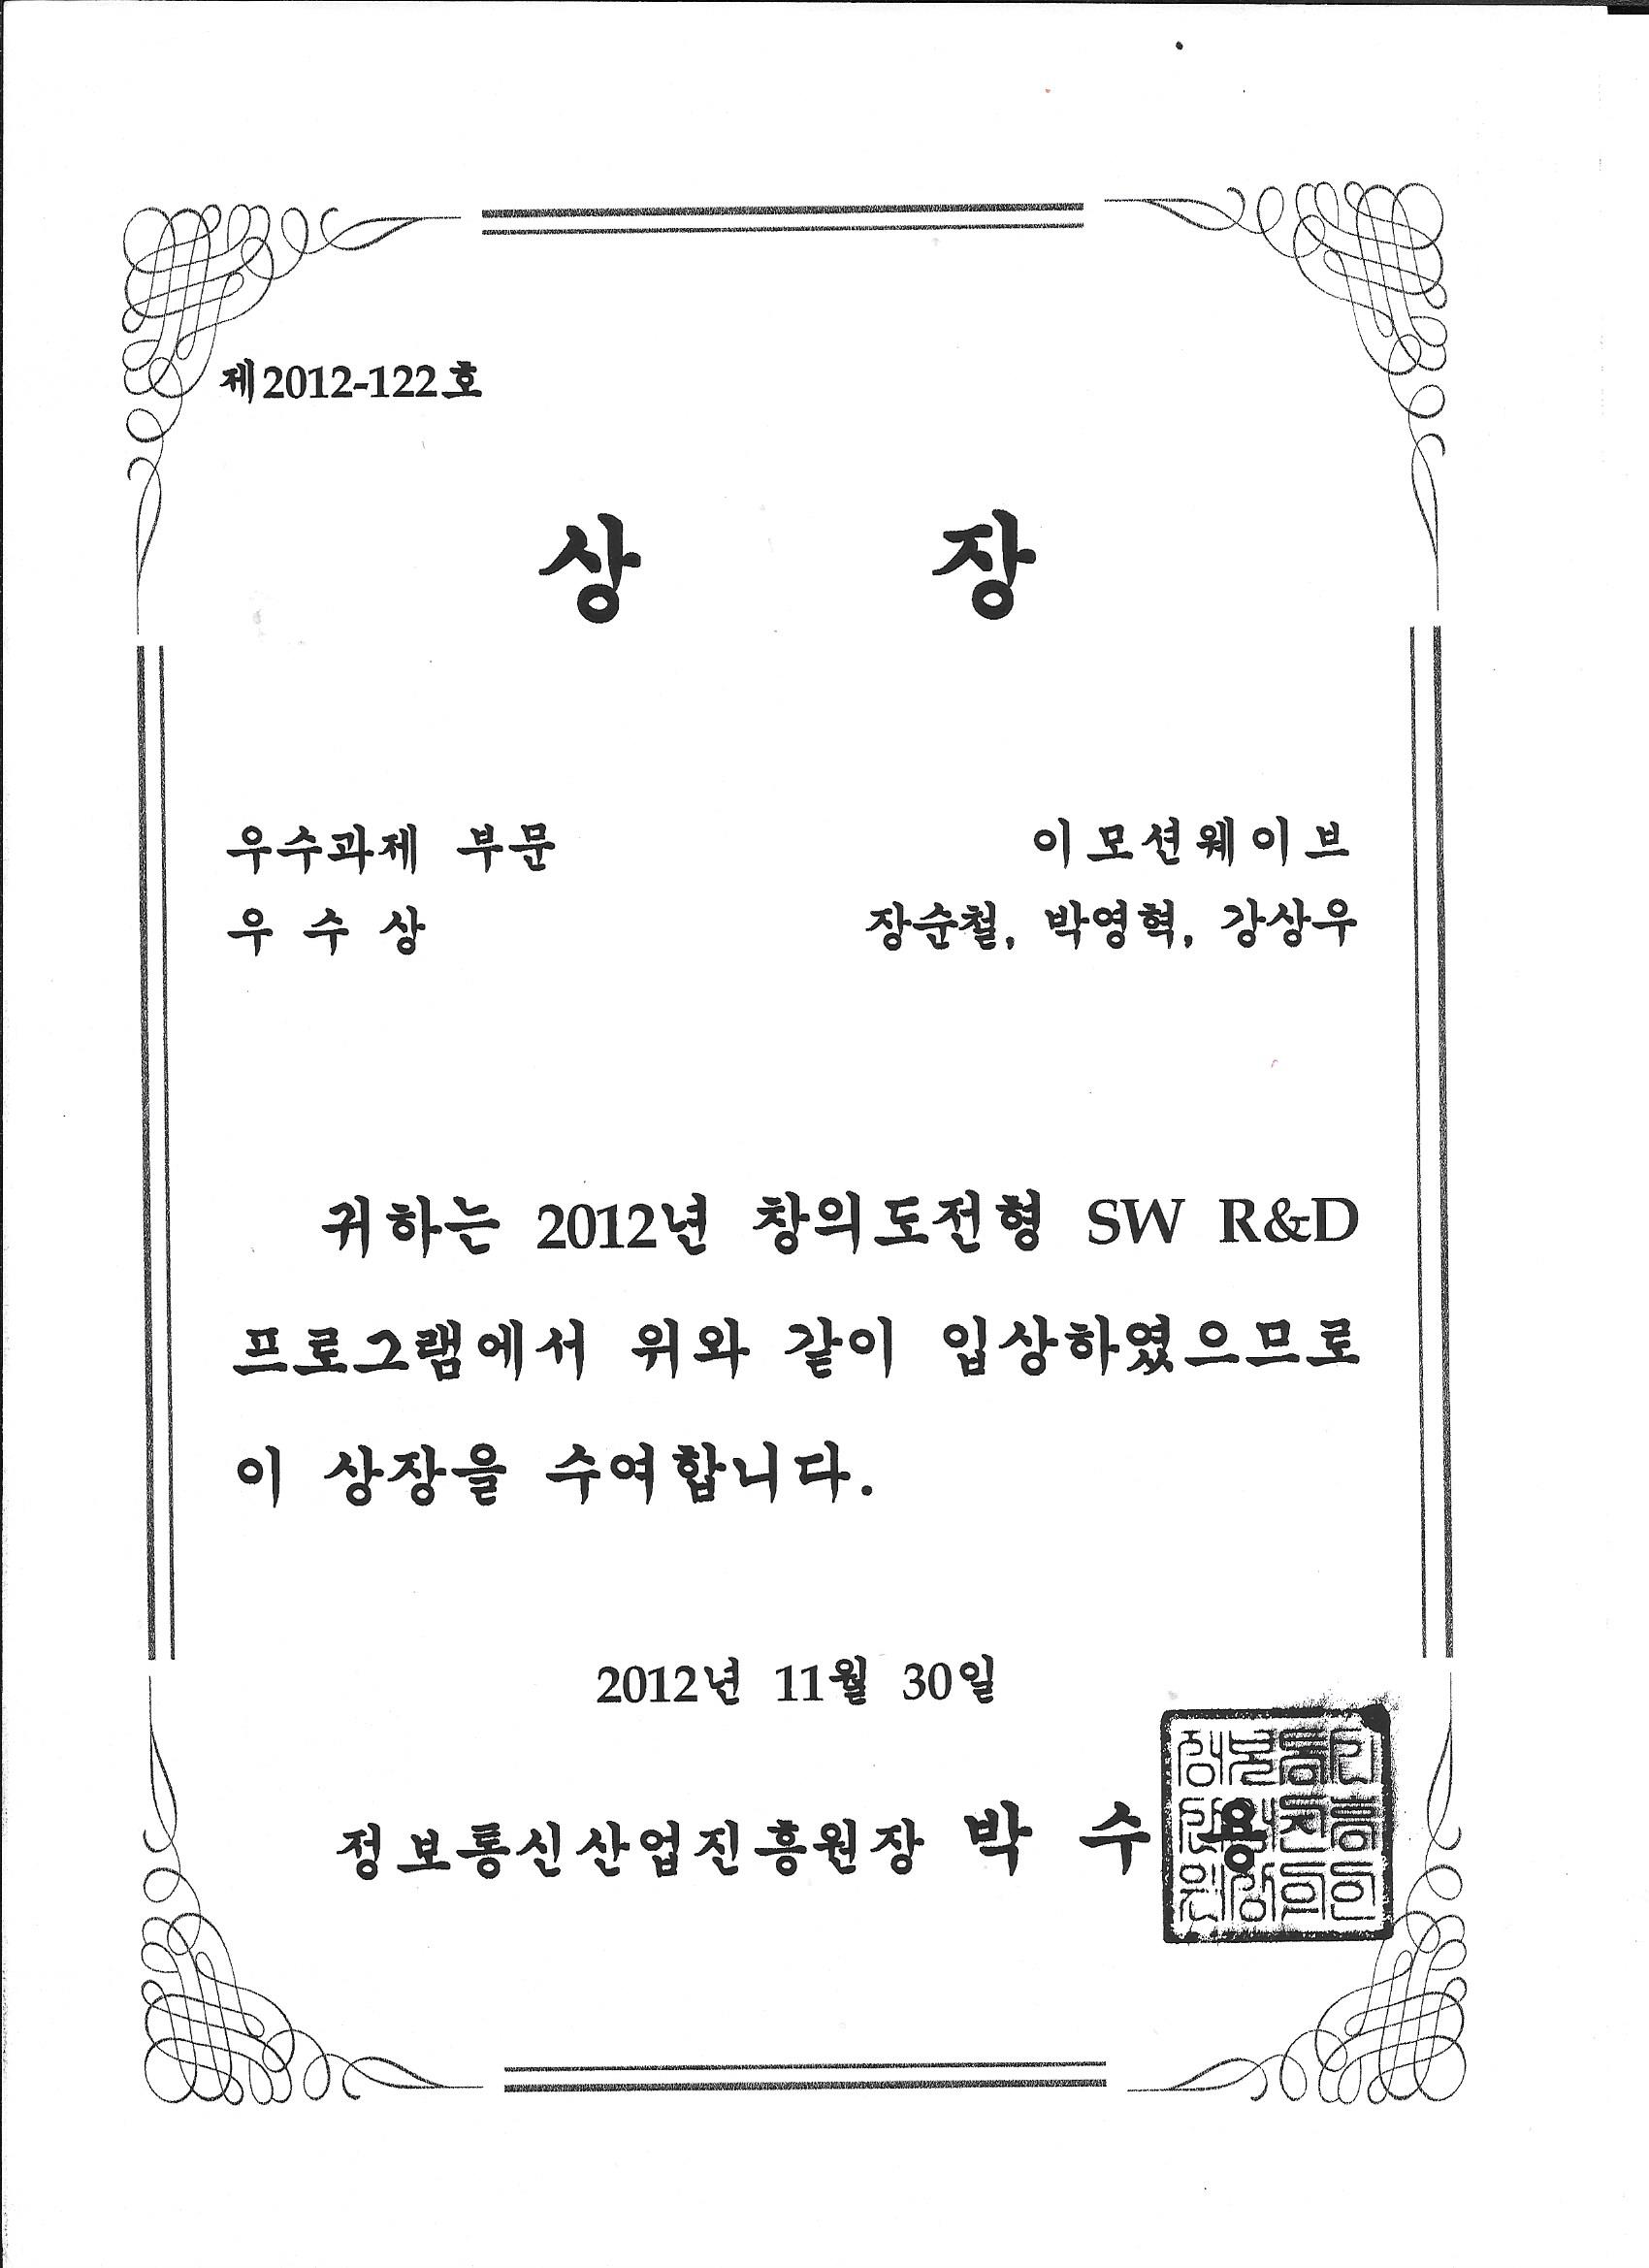 제2012-122호
상 장
우수과제 부문
우 수 상
이모션웨이브
장순철, 박영혁, 강상우
귀하는 2012년 창의도전형 SW R&D
프로그램에서 위와 같이 입상하였으므로
이 상장을 수여합니다.
2012년 11월 30일
정보통신산업진흥원장 박 수 용